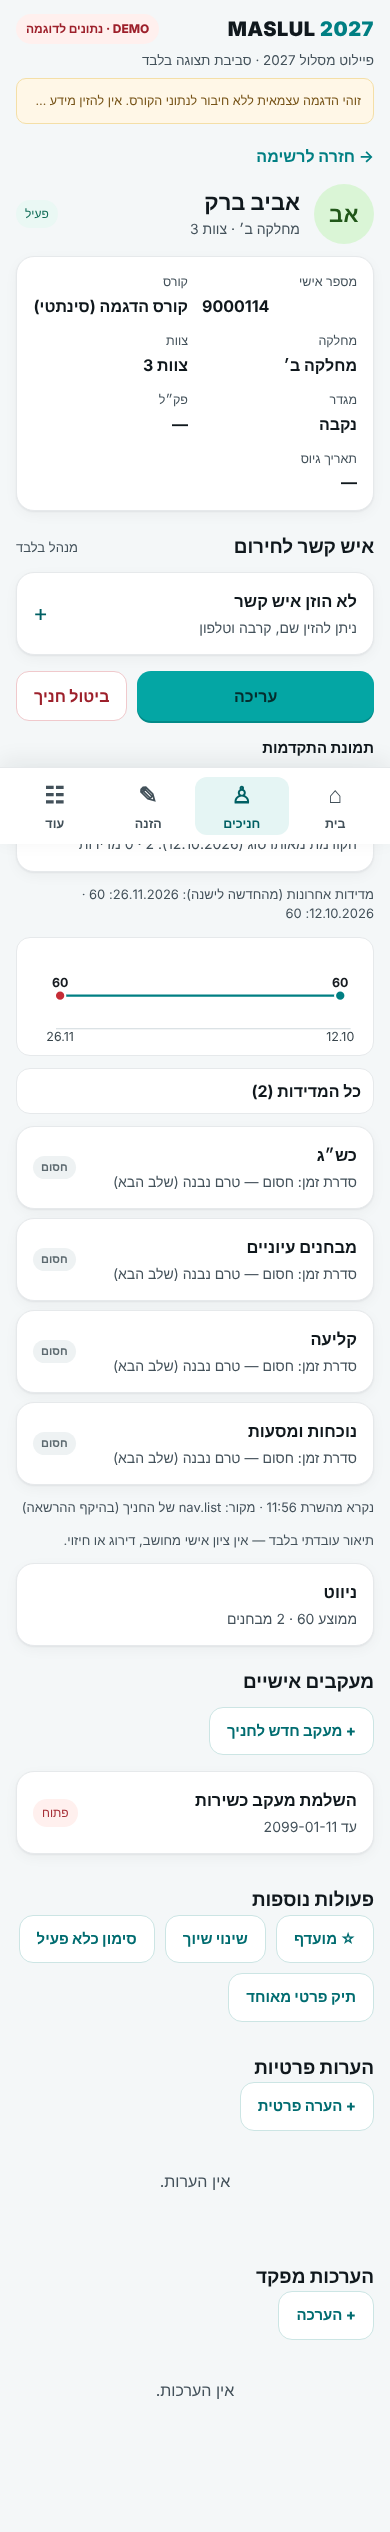 MASLUL 2027
DEMO · נתונים לדוגמה
פיילוט מסלול 2027 · סביבת תצוגה בלבד
זוהי הדגמה עצמאית ללא חיבור לנתוני הקורס. אין להזין מידע ...
→ חזרה לרשימה
אב
אביב ברק
מחלקה ב׳ · צוות 3
פעיל
מספר אישי
9000114
קורס
קורס הדגמה (סינתטי)
מחלקה
מחלקה ב׳
צוות
צוות 3
מגדר
נקבה
פק״ל
—
תאריך גיוס
—
איש קשר לחירום
מנהל בלבד
לא הוזן איש קשר
ניתן להזין שם, קרבה וטלפון
+
עריכה
ביטול חניך
תמונת התקדמות
בית
חניכים
הזנה
עוד
מדידות אחרונות (מהחדשה לישנה): 26.11.2026: 60 ·
12.10.2026: 60
60
60
12.10
26.11
כל המדידות (2)
כש״ג
סדרת זמן: חסום — טרם נבנה (שלב הבא)
חסום
מבחנים עיוניים
סדרת זמן: חסום — טרם נבנה (שלב הבא)
חסום
קליעה
סדרת זמן: חסום — טרם נבנה (שלב הבא)
חסום
נוכחות ומסעות
סדרת זמן: חסום — טרם נבנה (שלב הבא)
חסום
נקרא מהשרת 11:56 · מקור: nav.list של החניך (בהיקף ההרשאה)
תיאור עובדתי בלבד — אין ציון אישי מחושב, דירוג או חיזוי.
ניווט
ממוצע 60 · 2 מבחנים
מעקבים אישיים
+ מעקב חדש לחניך
השלמת מעקב כשירות
עד 2099-01-11
פתוח
פעולות נוספות
☆ מועדף
שינוי שיוך
סימון כלא פעיל
תיק פרטי מאוחד
הערות פרטיות
+ הערה פרטית
אין הערות.
הערכות מפקד
+ הערכה
אין הערכות.